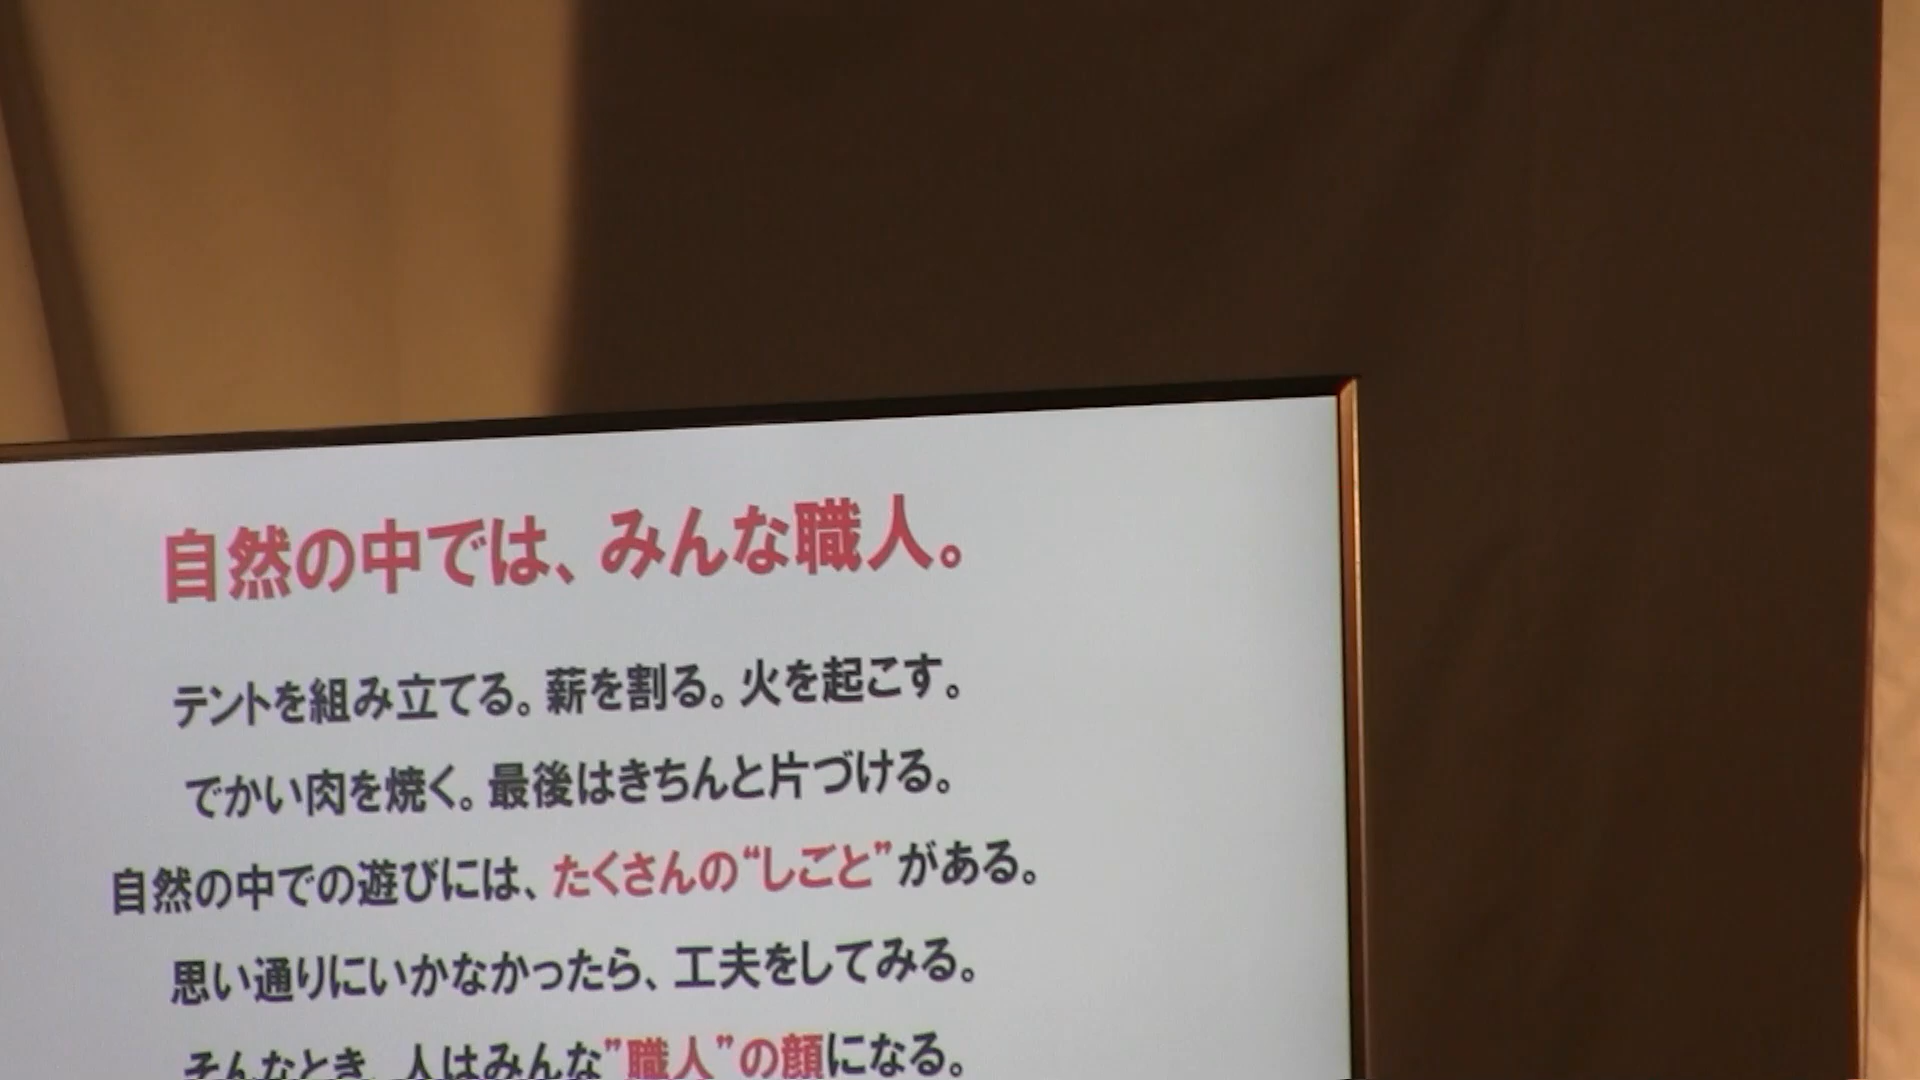 自然の中では、みんな職人。
テントを組み立てる。薪を割る。火を起こす。
でかい肉を焼く。最後はきちんと片づける。
自然の中での遊びには、たくさんの“しごと”がある。
思い通りにいかなかったら、工夫をしてみる。
そんなとき、人はみんな”職人”の顔になる。